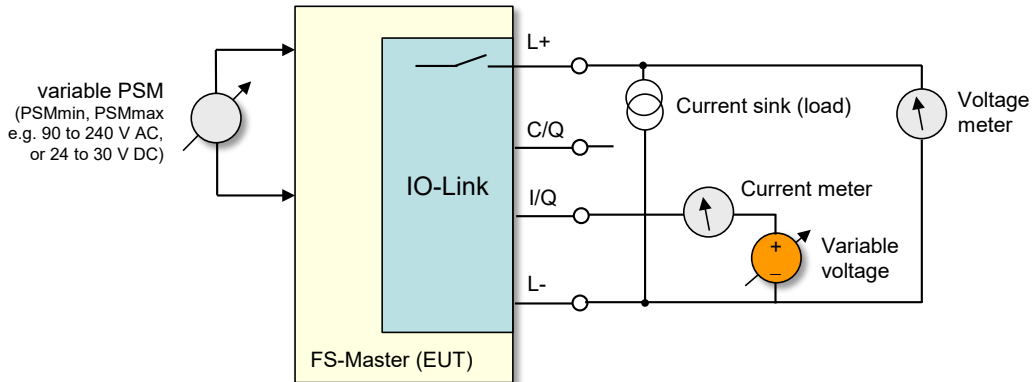 variable PSM
(PSMmin, PSMmax
e.g. 90 to 240 V AC,
or 24 to 30 V DC)
IO-Link
FS-Master (EUT)
L+
C/Q
I/Q
L-
Current sink (load)
Voltage
meter
Current meter
+
–
Variable
voltage